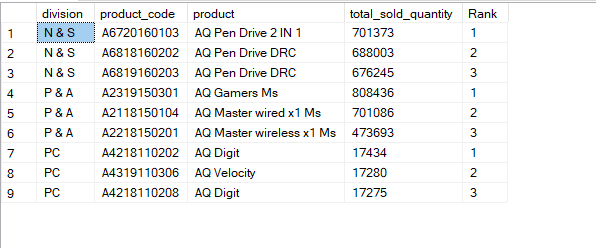 division product_code product total_sold_quantity Rank
1 N & S A6720160103 AQ Pen Drive 2 IN 1 701373 1
2 N & S A6818160202 AQ Pen Drive DRC 688003 2
3 N & S A6819160203 AQ Pen Drive DRC 676245 3
4 P & A A2319150301 AQ Gamers Ms 808436 1
5 P & A A2118150104 AQ Master wired x1 Ms 701086 2
6 P & A A2218150201 AQ Master wireless x1 Ms 473693 3
7 PC A4218110202 AQ Digit 17434 1
8 PC A4319110306 AQ Velocity 17280 2
9 PC A4218110208 AQ Digit 17275 3